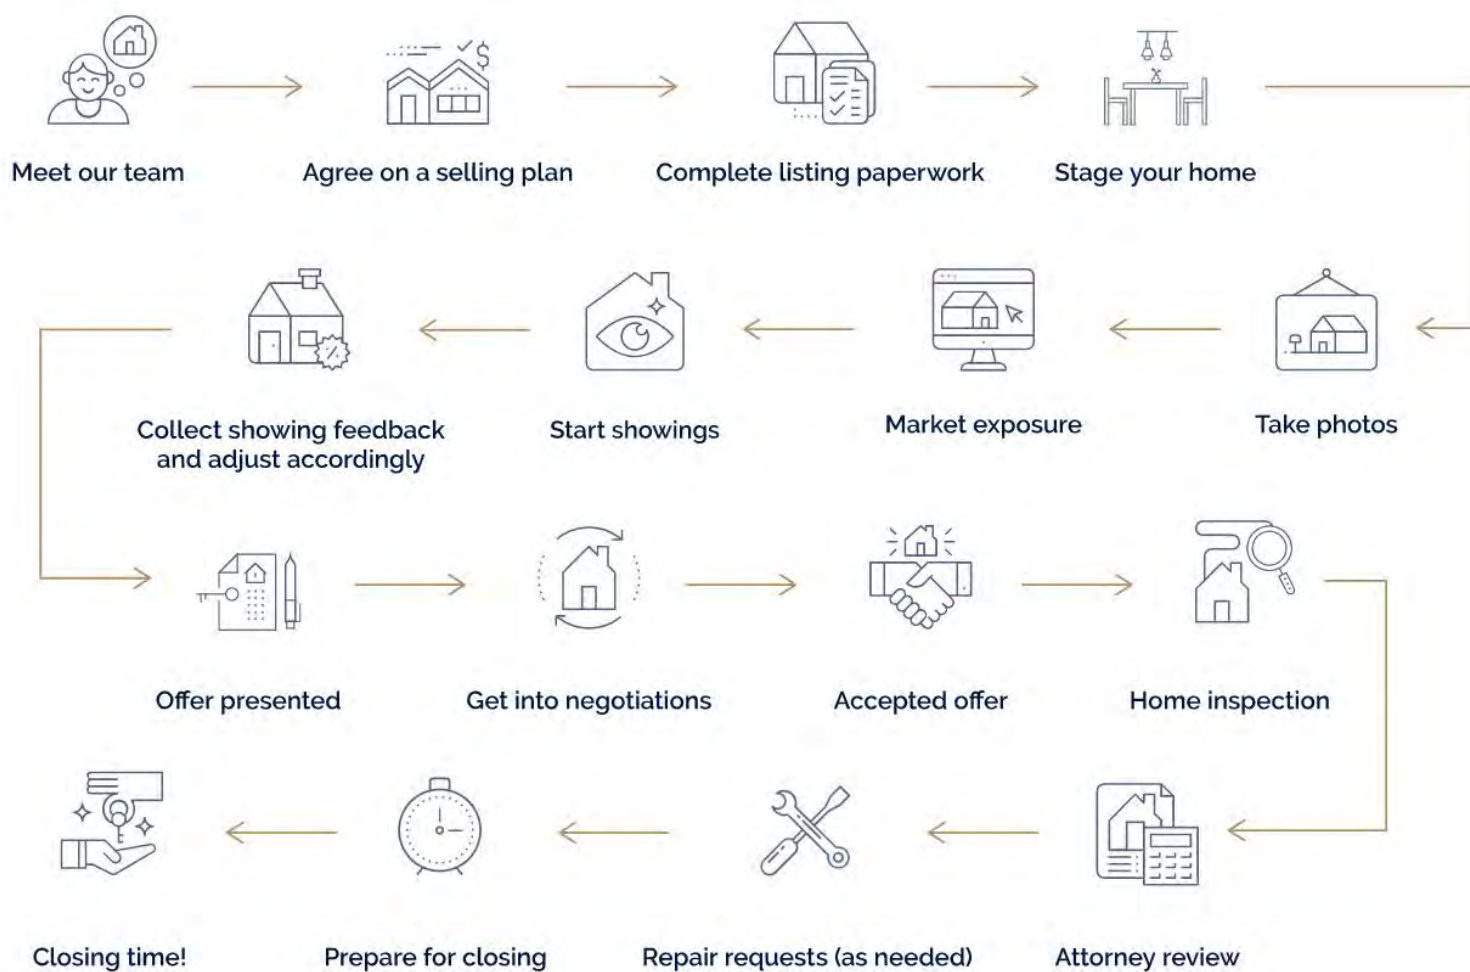 Meet our team
Agree on a selling plan
Complete listing paperwork
Stage your home
Take photos
Market exposure
Start showings
Collect showing feedback
and adjust accordingly
Offer presented
Get into negotiations
Accepted offer
Home inspection
Attorney review
Repair requests (as needed)
Prepare for closing
Closing time!